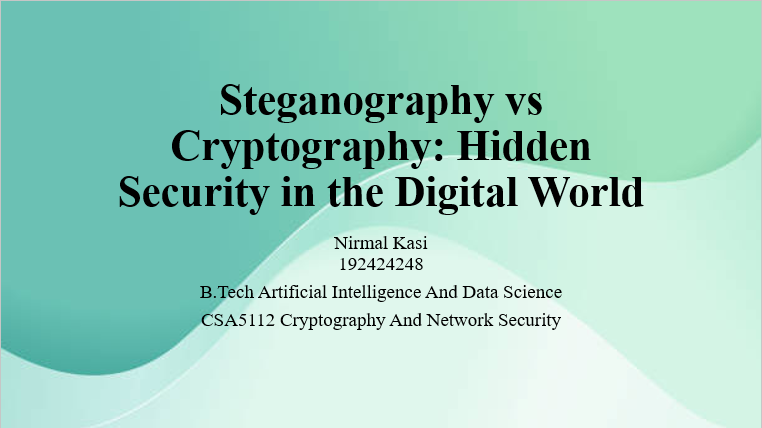 Steganography vs
Cryptography: Hidden
Security in the Digital World
Nirmal Kasi
192424248
B.Tech Artificial Intelligence And Data Science
CSA5112 Cryptography And Network Security